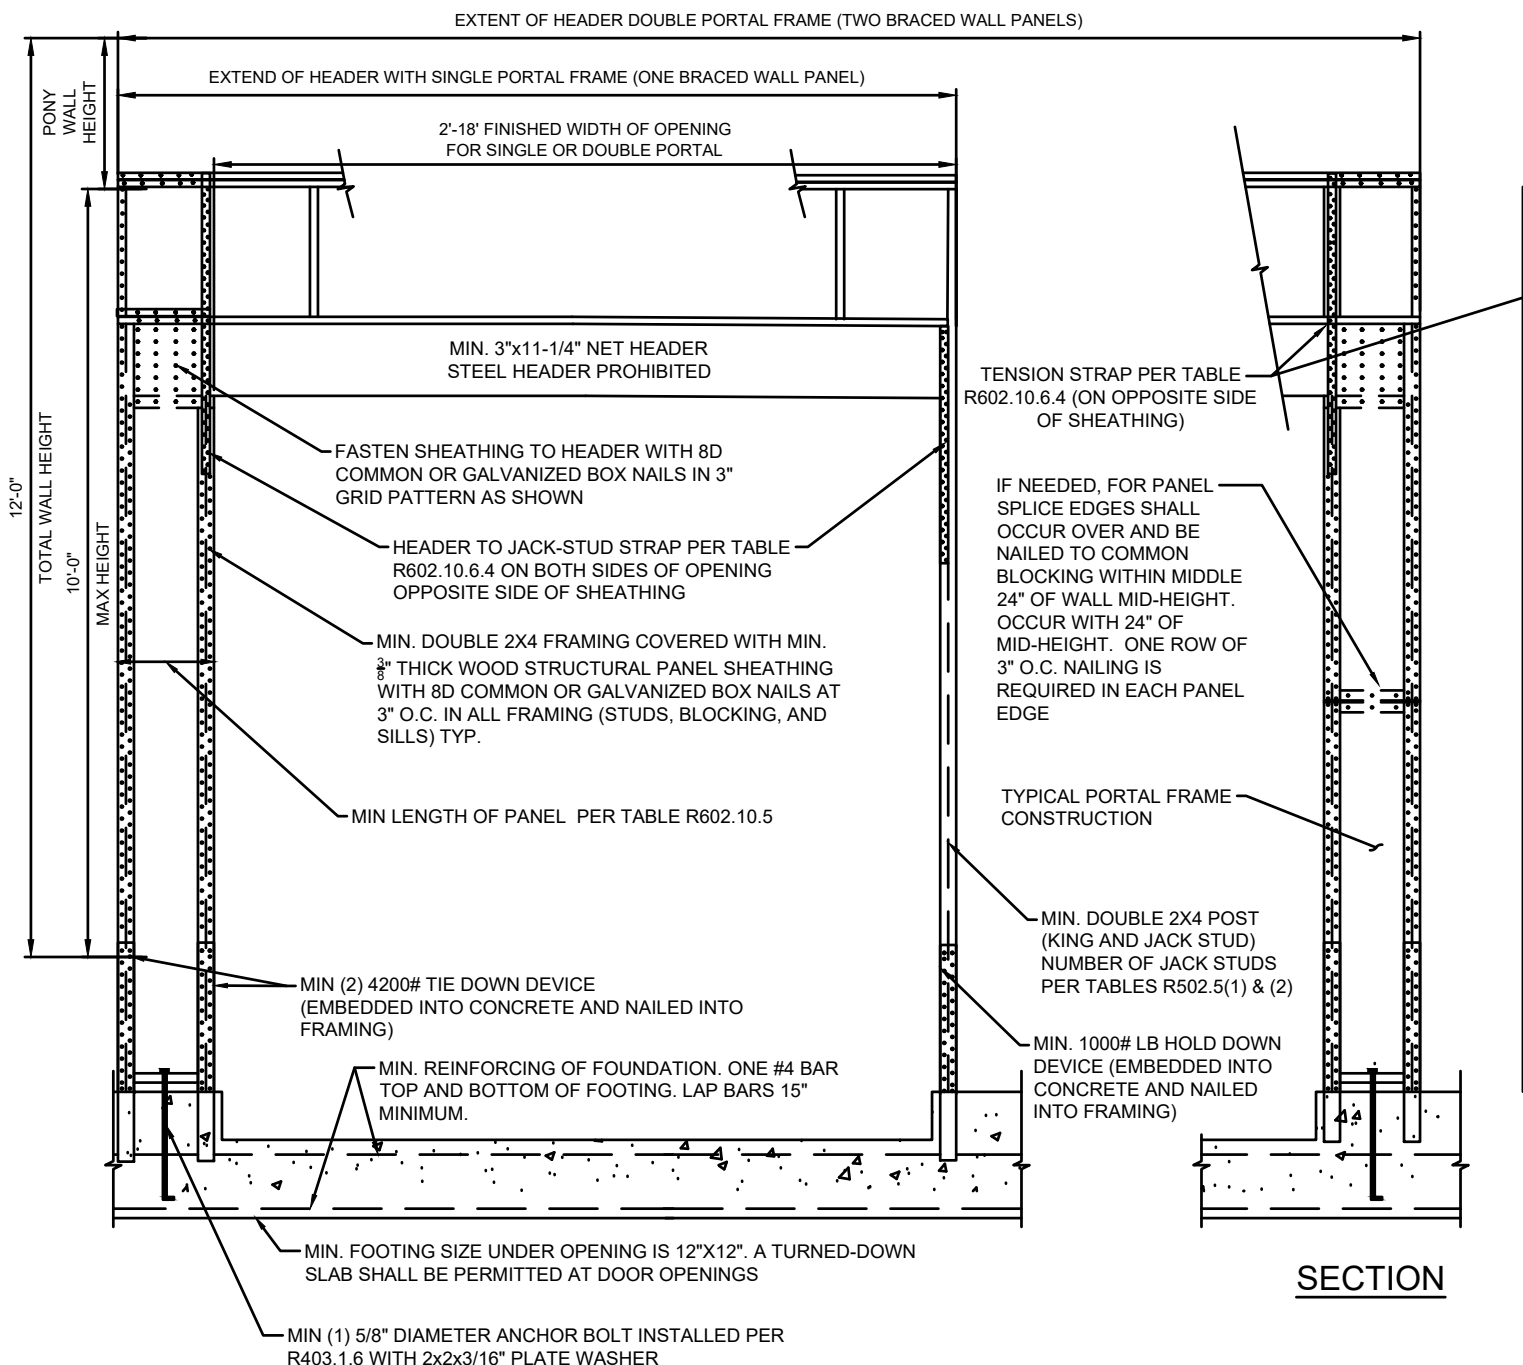 EXTENT OF HEADER DOUBLE PORTAL FRAME (TWO BRACED WALL PANELS)
EXTEND OF HEADER WITH SINGLE PORTAL FRAME (ONE BRACED WALL PANEL)
PONY
WALL
HEIGHT
2'-18' FINISHED WIDTH OF OPENING
FOR SINGLE OR DOUBLE PORTAL
12'-0"
TOTAL WALL HEIGHT
10'-0"
MAX HEIGHT
MIN. 3"x11-1/4" NET HEADER
STEEL HEADER PROHIBITED
TENSION STRAP PER TABLE
R602.10.6.4 (ON OPPOSITE SIDE
OF SHEATHING)
FASTEN SHEATHING TO HEADER WITH 8D
COMMON OR GALVANIZED BOX NAILS IN 3"
GRID PATTERN AS SHOWN
HEADER TO JACK-STUD STRAP PER TABLE
R602.10.6.4 ON BOTH SIDES OF OPENING
OPPOSITE SIDE OF SHEATHING
IF NEEDED, FOR PANEL
SPLICE EDGES SHALL
OCCUR OVER AND BE
NAILED TO COMMON
BLOCKING WITHIN MIDDLE
24" OF WALL MID-HEIGHT.
OCCUR WITH 24" OF
MID-HEIGHT. ONE ROW OF
3" O.C. NAILING IS
REQUIRED IN EACH PANEL
EDGE
MIN. DOUBLE 2X4 FRAMING COVERED WITH MIN.
3/8" THICK WOOD STRUCTURAL PANEL SHEATHING
WITH 8D COMMON OR GALVANIZED BOX NAILS AT
3" O.C. IN ALL FRAMING (STUDS, BLOCKING, AND
SILLS) TYP.
MIN LENGTH OF PANEL PER TABLE R602.10.5
TYPICAL PORTAL FRAME
CONSTRUCTION
MIN. DOUBLE 2X4 POST
(KING AND JACK STUD)
NUMBER OF JACK STUDS
PER TABLES R502.5(1) & (2)
MIN (2) 4200# TIE DOWN DEVICE
(EMBEDDED INTO CONCRETE AND NAILED INTO
FRAMING)
MIN. 1000# LB HOLD DOWN
DEVICE (EMBEDDED INTO
CONCRETE AND NAILED
INTO FRAMING)
MIN. REINFORCING OF FOUNDATION. ONE #4 BAR
TOP AND BOTTOM OF FOOTING. LAP BARS 15"
MINIMUM.
MIN. FOOTING SIZE UNDER OPENING IS 12"X12". A TURNED-DOWN
SLAB SHALL BE PERMITTED AT DOOR OPENINGS
SECTION
MIN (1) 5/8" DIAMETER ANCHOR BOLT INSTALLED PER
R403.1.6 WITH 2x2x3/16" PLATE WASHER